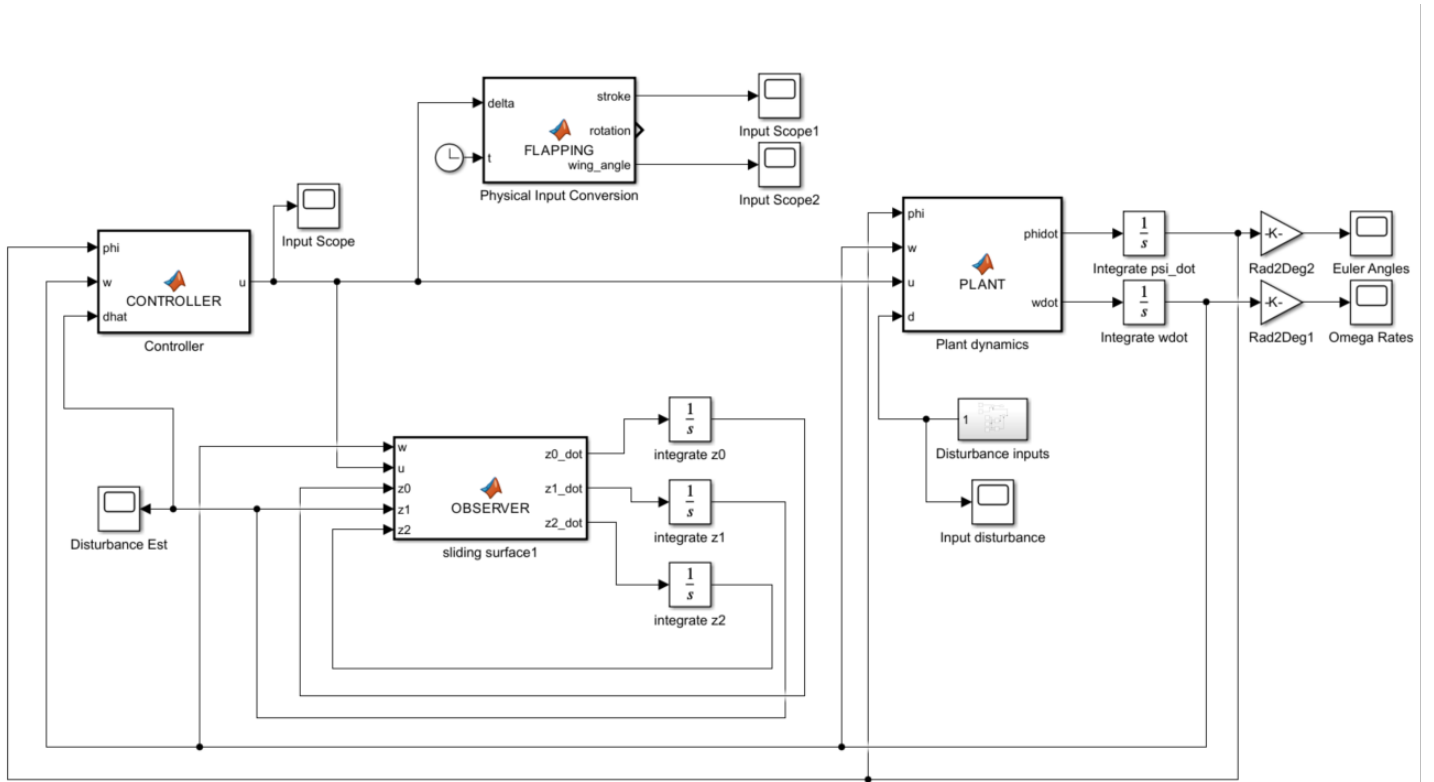 delta
t
FLAPPING
stroke
rotation
wing_angle
Physical Input Conversion
Input Scope1
Input Scope2
Input Scope
phi
w
dhat
CONTROLLER
u
Controller
phi
w
u
d
PLANT
phidot
wdot
Plant dynamics
1
s
Integrate psi_dot
1
s
Integrate wdot
-K-
Rad2Deg2
-K-
Rad2Deg1
Euler Angles
Omega Rates
1
Disturbance inputs
Input disturbance
Disturbance Est
w
u
z0
z1
z2
OBSERVER
z0_dot
z1_dot
z2_dot
sliding surface1
1
s
integrate z0
1
s
integrate z1
1
s
integrate z2